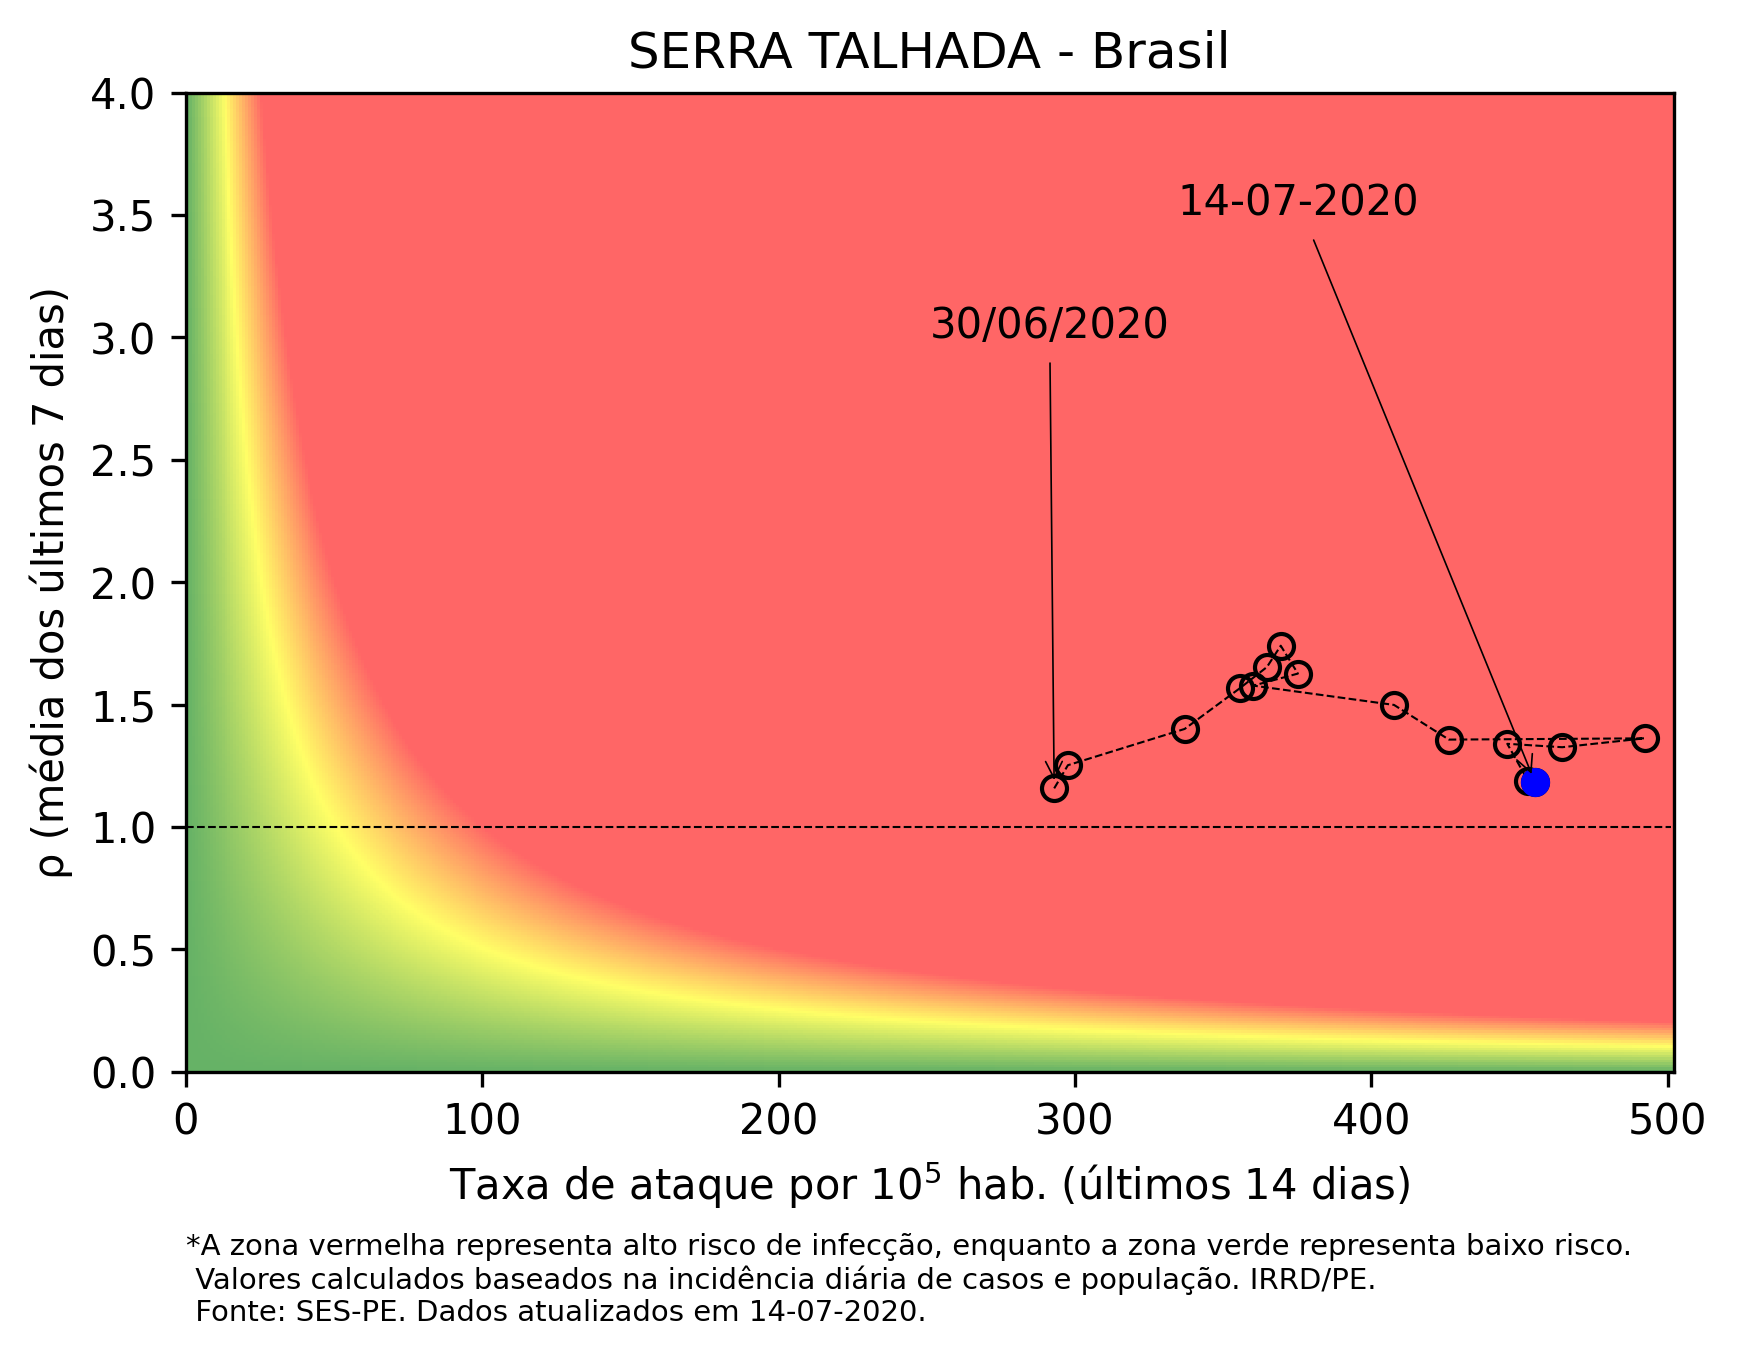 SERRA TALHADA - Brasil
4.0
3.5
3.0
2.5
2.0
1.5
1.0
0.5
0.0
ρ (média dos últimos 7 dias)
14-07-2020
30/06/2020
0 100 200 300 400 500
Taxa de ataque por 10⁵ hab. (últimos 14 dias)
*A zona vermelha representa alto risco de infecção, enquanto a zona verde representa baixo risco.
Valores calculados baseados na incidência diária de casos e população. IRRD/PE.
Fonte: SES-PE. Dados atualizados em 14-07-2020.